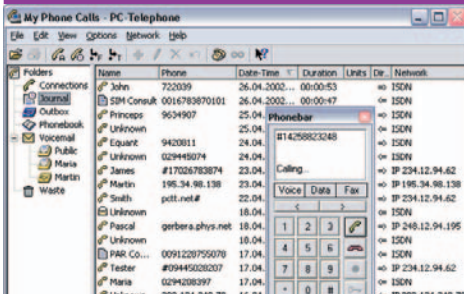 My Phone Calls - PC-Telephone
File Edit View Options Network Help
Folders
Connections
Journal
Outbox
Phonebook
Voicemail
Public
Maria
Martin
Waste
Name Phone Date-Time Duration Units Dir.. Network
John 722039 26.04.2002... 00:00:53 ISDN
SIM Consult 0016783870101 26.04.2002... 00:00:47 ISDN
Princeps 9634907 25.04. ISDN
Unknown 25.04. ISDN
Equant 9420811 24.04. ISDN
Unknown 029445074 24.04. ISDN
James #17026783874 23.04. IP 234.12.94.62
Martin 195.34.98.138 23.04. IP 195.34.98.138
Smith pctt.net# 22.04. IP 234.12.94.62
Unknown 18.04. ISDN
Pascal gerbera.phys.net 18.04. IP 248.12.94.195
Unknown 10.04. ISDN
PAR Co... 0091228755070 17.04. ISDN
Tester #09445028207 17.04. IP 234.12.94.62
Maria 0294208397 17.04. ISDN
Phonebar
#14258823248
Calling...
Voice Data Fax
< >
1 2 3
4 5 6
7 8 9
* 0 #